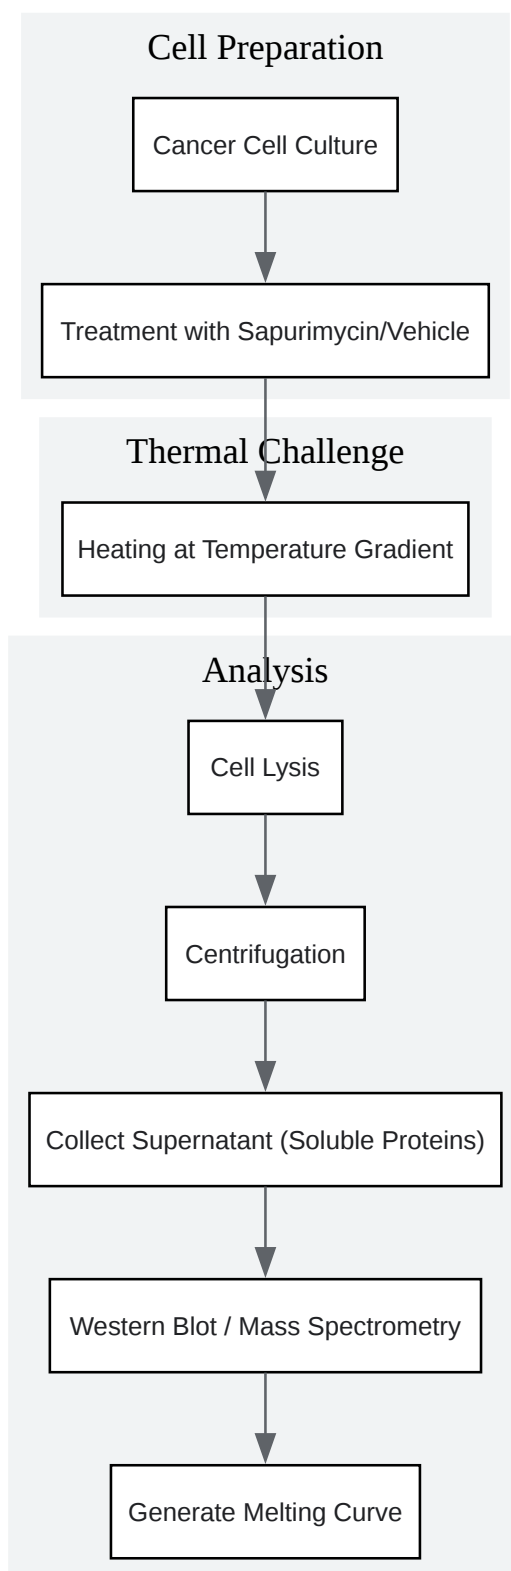 Cell Preparation
Cancer Cell Culture
Treatment with Sapurimycin/Vehicle
Thermal Challenge
Heating at Temperature Gradient
Analysis
Cell Lysis
Centrifugation
Collect Supernatant (Soluble Proteins)
Western Blot / Mass Spectrometry
Generate Melting Curve